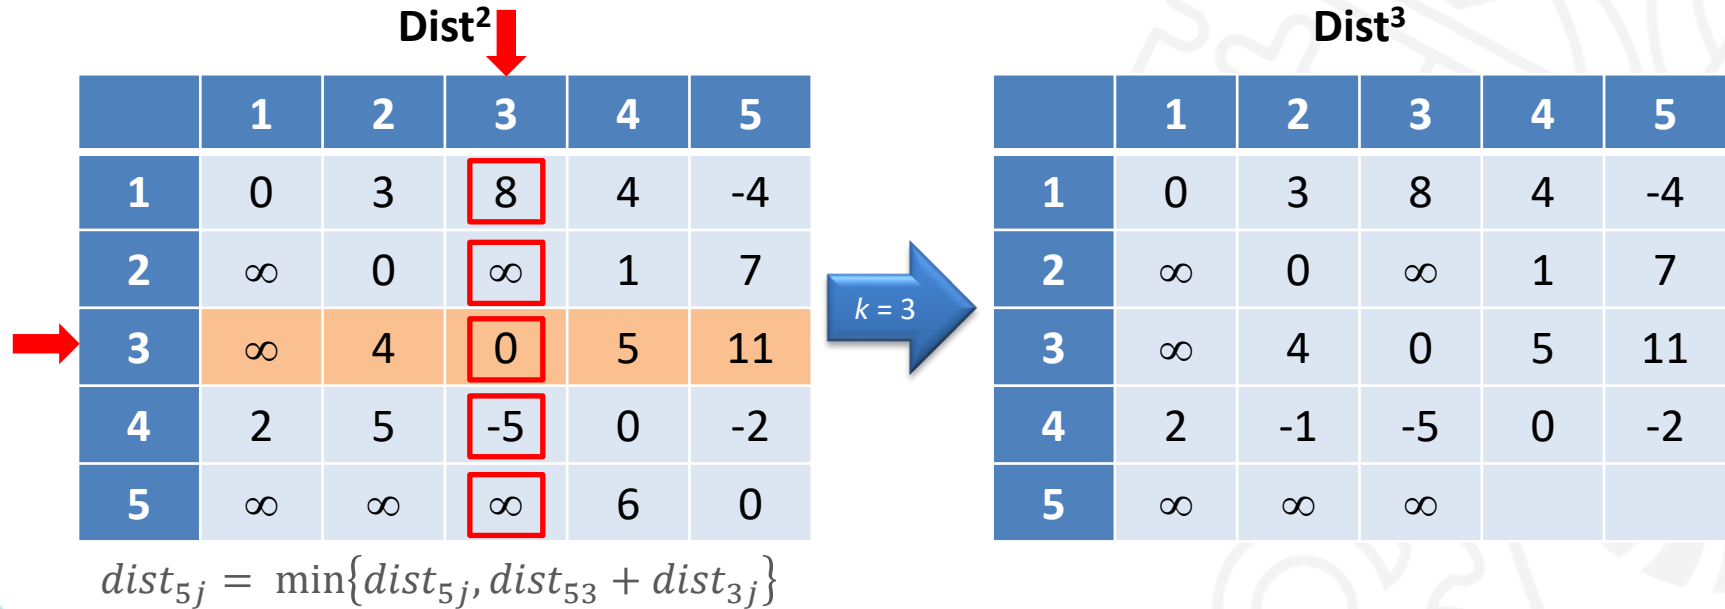 Dist² Dist³
1 2 3 4 5 1 2 3 4 5
1 0 3 8 4 -4 1 0 3 8 4 -4
2 ∞ 0 ∞ 1 7 2 ∞ 0 ∞ 1 7
k = 3
3 ∞ 4 0 5 11 3 ∞ 4 0 5 11
4 2 5 -5 0 -2 4 2 -1 -5 0 -2
5 ∞ ∞ ∞ 6 0 5 ∞ ∞ ∞
dist₅ⱼ = min{dist₅ⱼ, dist₅₃ + dist₃ⱼ}